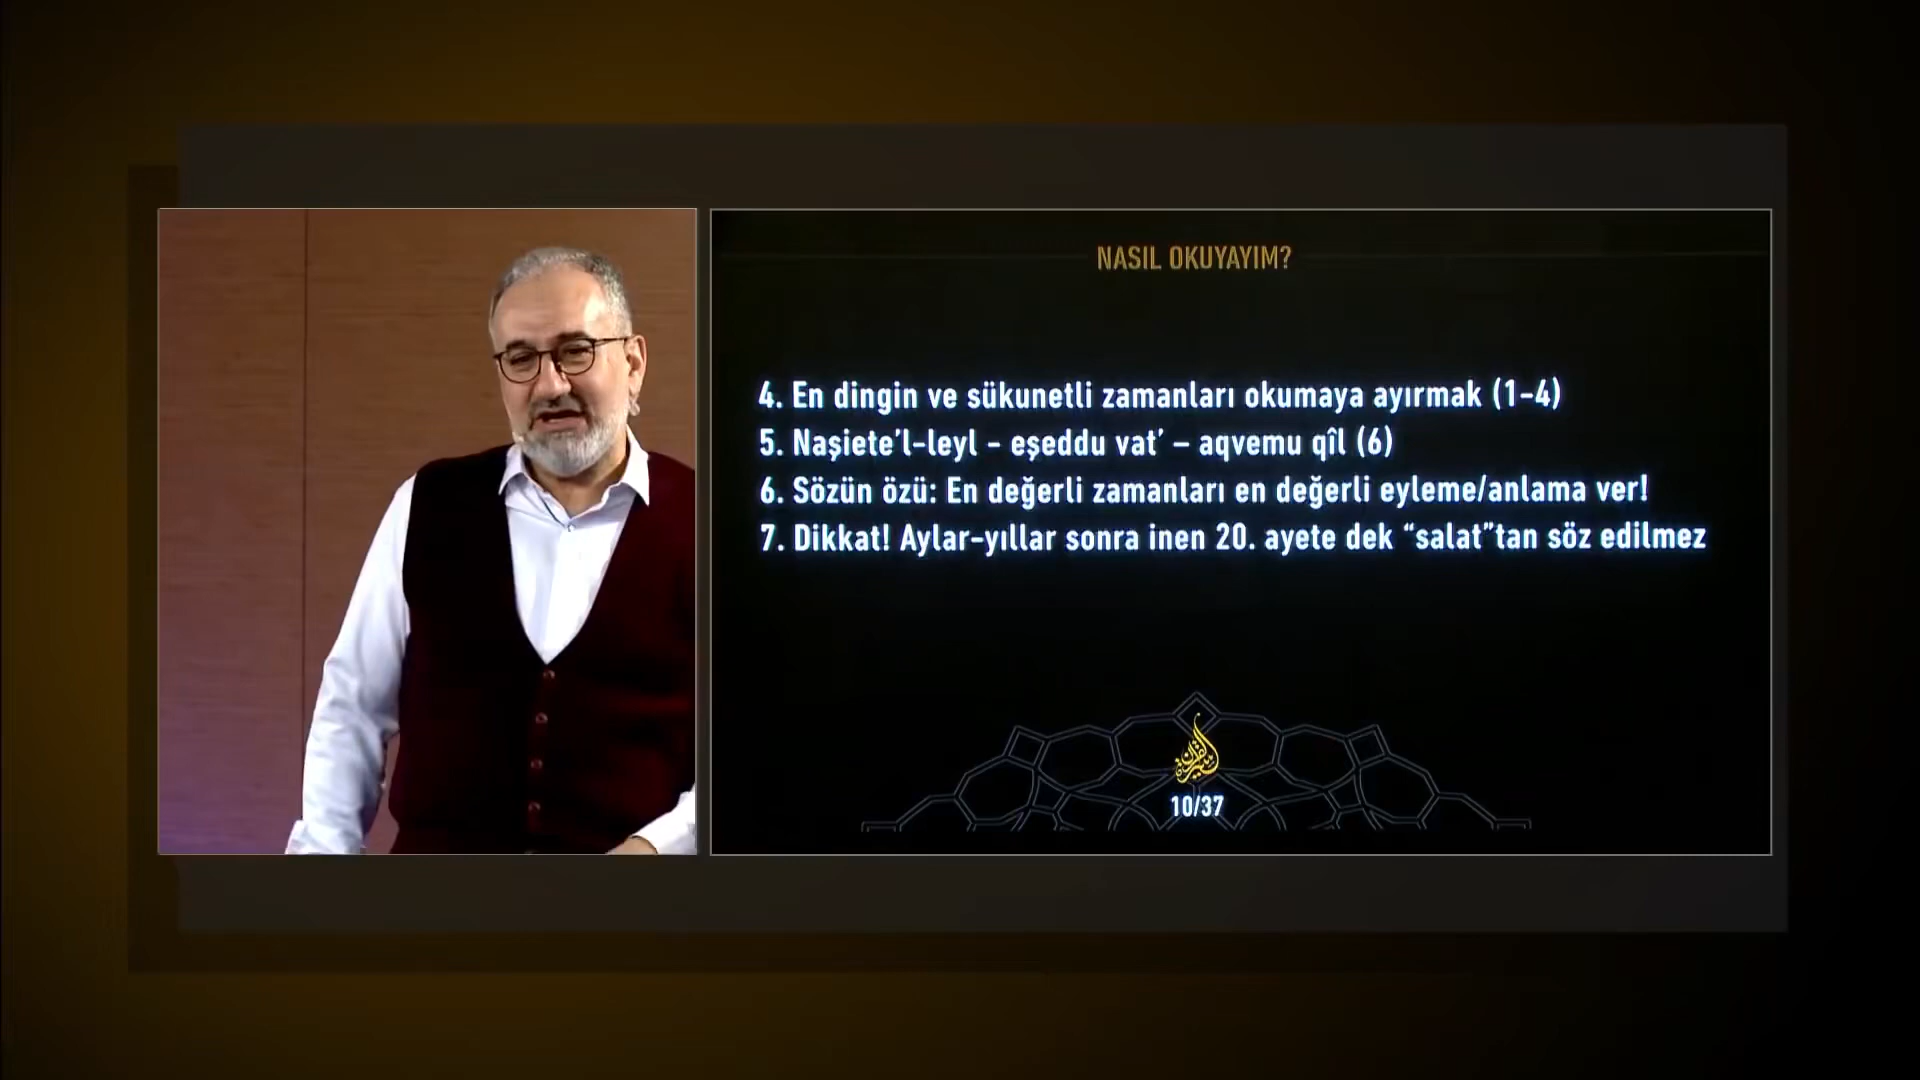 NASIL OKUYAYIM?
4. En dingin ve sükunetli zamanları okumaya ayırmak (1-4)
5. Naşiete’l-leyl - eşeddu vat’ – aqvemu qîl (6)
6. Sözün özü: En değerli zamanları en değerli eyleme/anlama ver!
7. Dikkat! Aylar-yıllar sonra inen 20. ayete dek “salat”tan söz edilmez
10/37